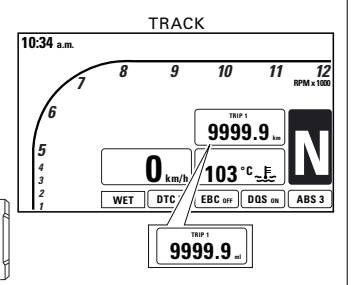 TRACK
10:34 a.m.
7 8 9 10 11 12
RPM x 1000
6
TRIP 1
9999.9 km
5
4
3
2
1
0 km/h
103 °C
N
WET DTC EBC OFF DQS ON ABS 3
TRIP 1
9999.9 ml